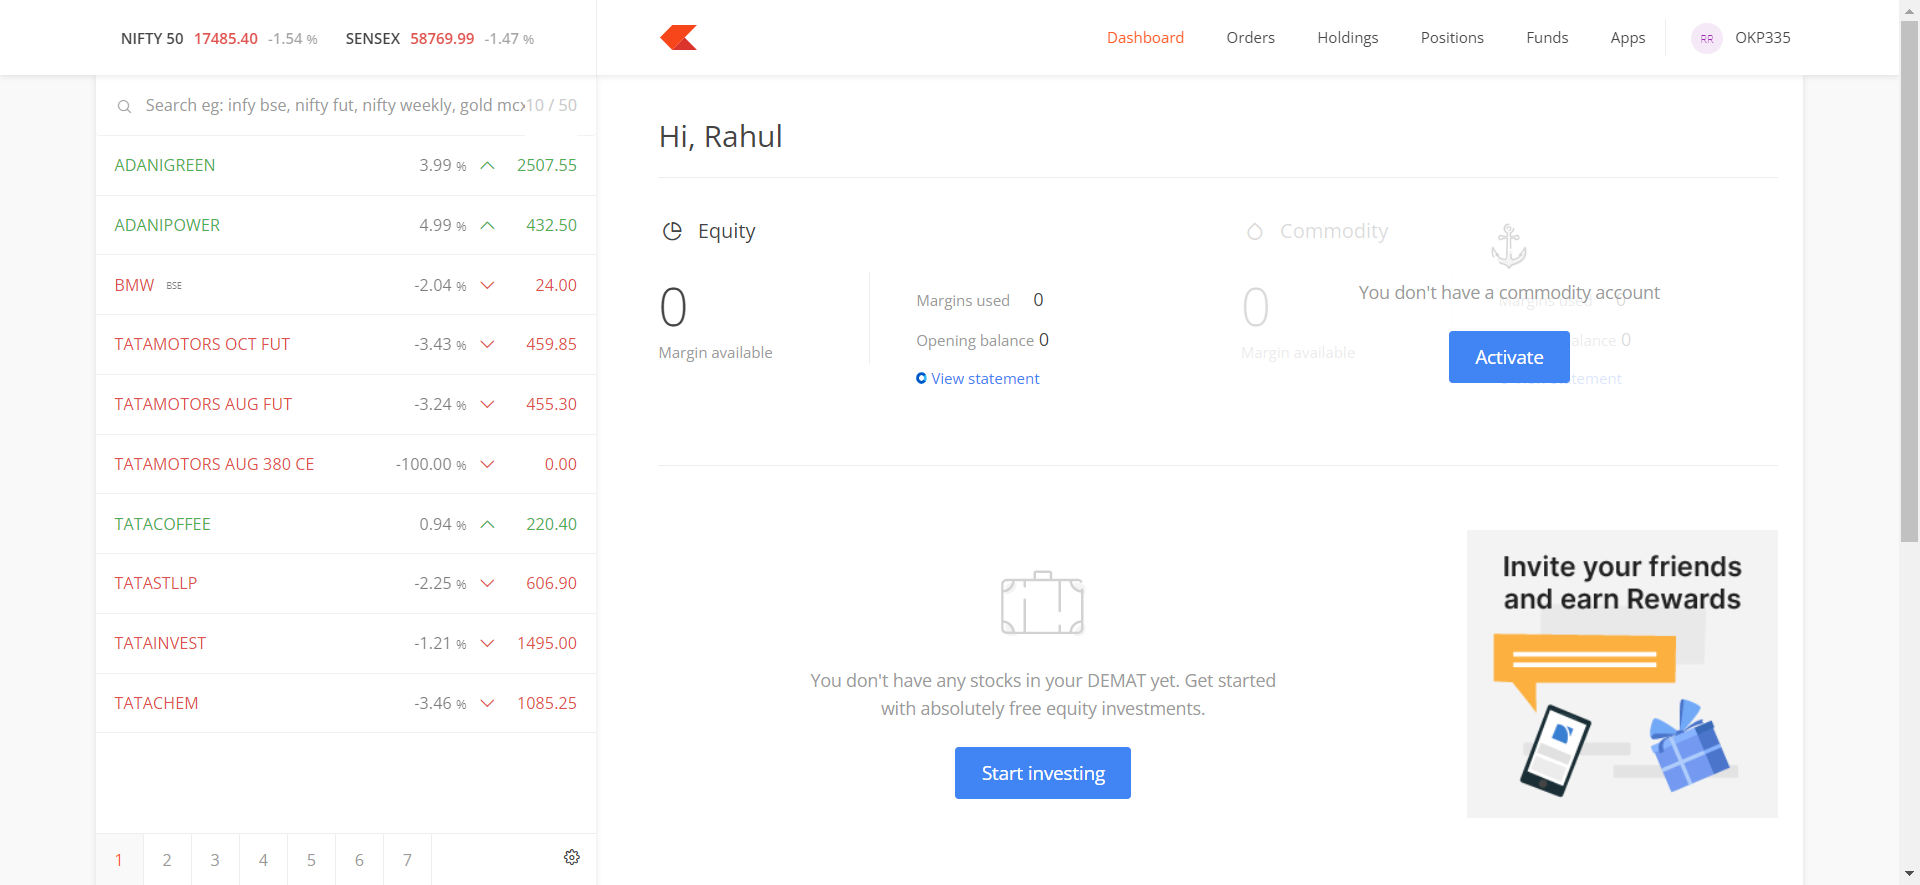 NIFTY 50 17485.40 -1.54 % SENSEX 58769.99 -1.47 %
Dashboard Orders Holdings Positions Funds Apps RR OKP335
Search eg: infy bse, nifty fut, nifty weekly, gold mcx 10 / 50
ADANIGREEN 3.99 % 2507.55
ADANIPOWER 4.99 % 432.50
BMW BSE -2.04 % 24.00
TATAMOTORS OCT FUT -3.43 % 459.85
TATAMOTORS AUG FUT -3.24 % 455.30
TATAMOTORS AUG 380 CE -100.00 % 0.00
TATACOFFEE 0.94 % 220.40
TATASTLLP -2.25 % 606.90
TATAINVEST -1.21 % 1495.00
TATACHEM -3.46 % 1085.25
1 2 3 4 5 6 7
Hi, Rahul
Equity
0
Margin available
Margins used 0
Opening balance 0
View statement
Commodity
0
Margin available
Margins used 0
alance 0
tement
You don't have a commodity account
Activate
You don't have any stocks in your DEMAT yet. Get started
with absolutely free equity investments.
Start investing
Invite your friends
and earn Rewards